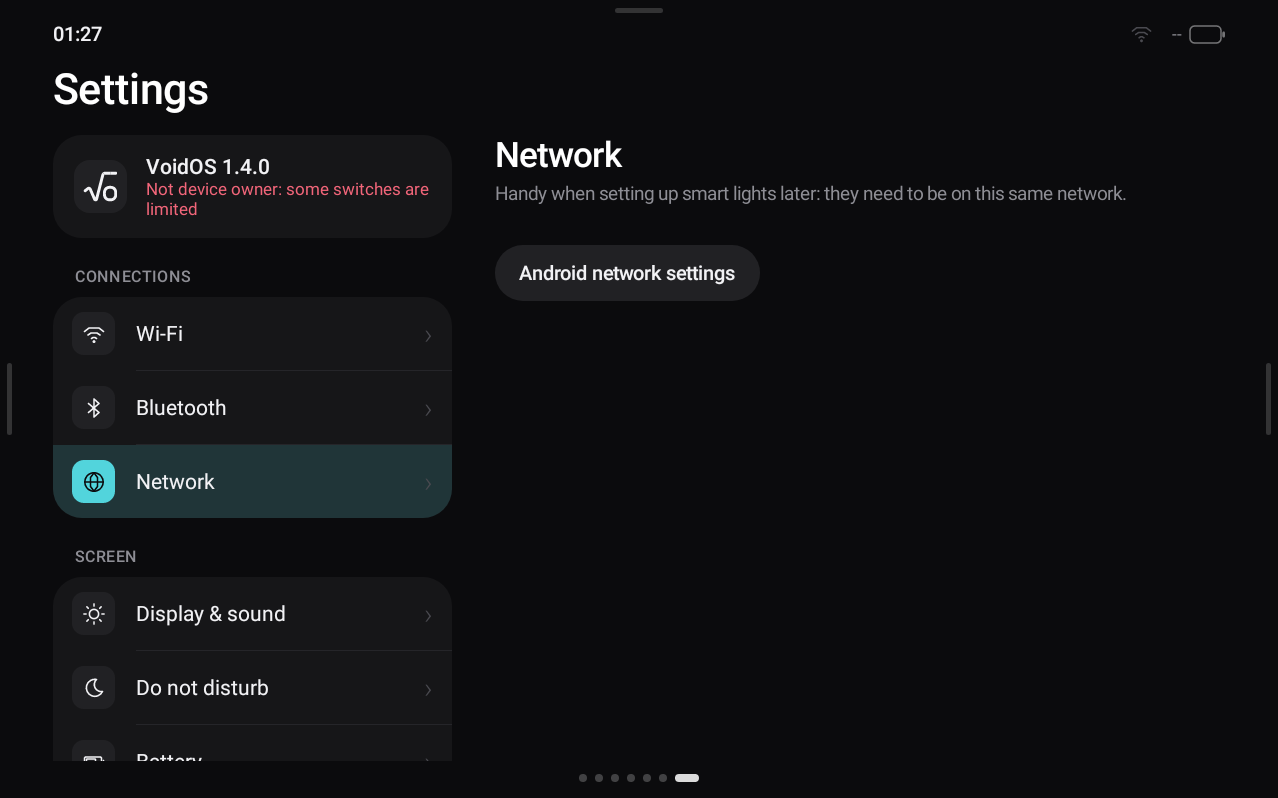 01:27
--
Settings
VoidOS 1.4.0
Not device owner: some switches are
limited
CONNECTIONS
Wi-Fi
Bluetooth
Network
SCREEN
Display & sound
Do not disturb
Battery
Network
Handy when setting up smart lights later: they need to be on this same network.
Android network settings